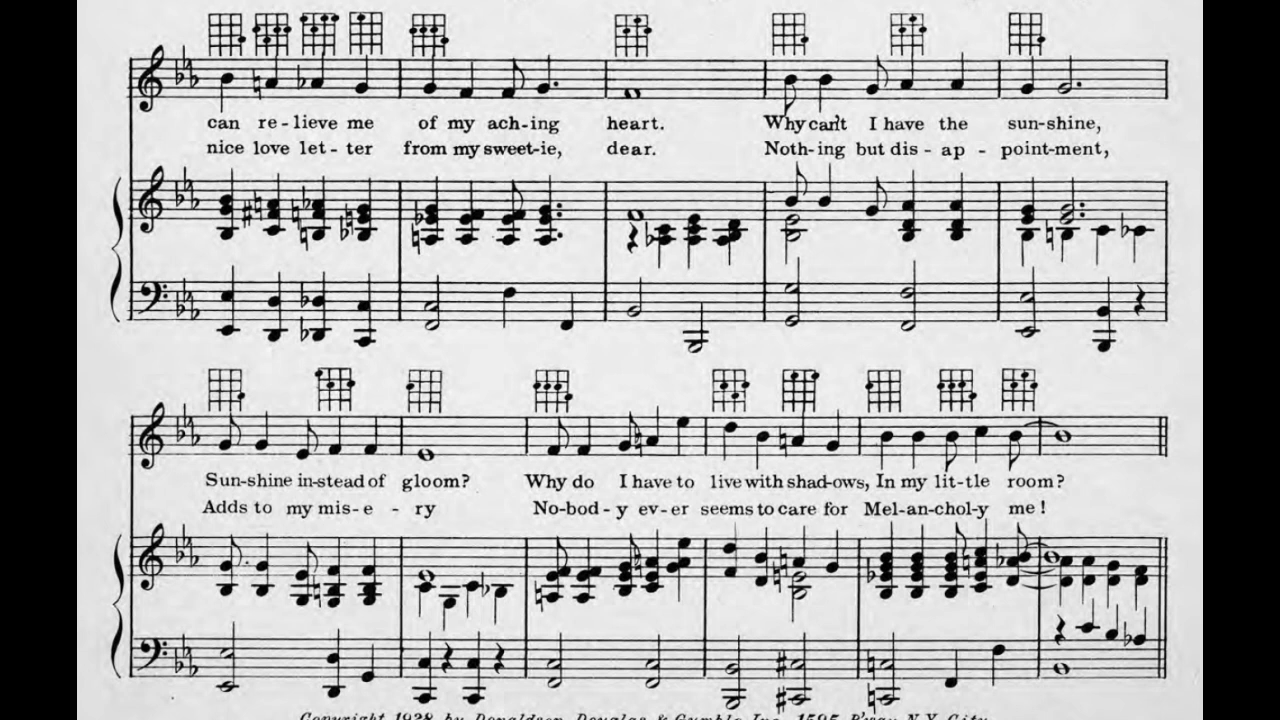 can re-lieve me of my ach-ing heart. Why can't I have the sun-shine,
nice love let-ter from my sweet-ie, dear. Noth-ing but dis-ap-point-ment,
Sun-shine in-stead of gloom? Why do I have to live with shad-ows, In my lit-tle room?
Adds to my mis-e-ry No-bod-y ev-er seems to care for Mel-an-chol-y me!
Copyright 1928 by Donaldson, Douglas & Gumble Inc. 1595 B'way N.Y. City